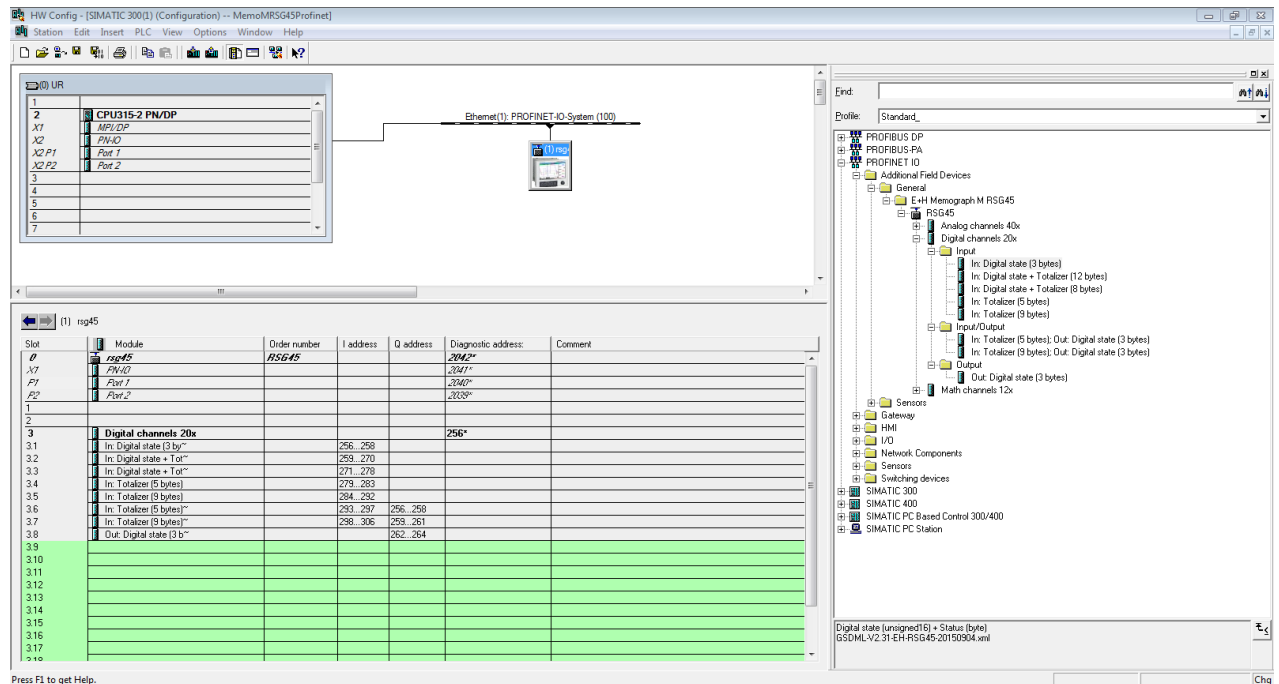 HW Config - [SIMATIC 300(1) (Configuration) -- MemoMRSG45Profinet]
Station Edit Insert PLC View Options Window Help
(0) UR
1
2 CPU315-2 PN/DP
X1 MPI/DP
X2 PN-IO
X2 P1 Port 1
X2 P2 Port 2
3
4
5
6
7
Ethernet(1): PROFINET-IO-System (100)
(1) rsg4
(1) rsg45
Slot Module Order number I address Q address Diagnostic address: Comment
0 rsg45 RSG45 2042*
X1 PN-IO 2041*
P1 Port 1 2040*
P2 Port 2 2039*
1
2
3 Digital channels 20x 256*
3.1 In: Digital state (3 by~ 256...258
3.2 In: Digital state + Tot~ 259...270
3.3 In: Digital state + Tot~ 271...278
3.4 In: Totalizer (5 bytes) 279...283
3.5 In: Totalizer (9 bytes) 284...292
3.6 In: Totalizer (5 bytes)~ 293...297 256...258
3.7 In: Totalizer (9 bytes)~ 298...306 259...261
3.8 Out: Digital state (3 b~ 262...264
3.9
3.10
3.11
3.12
3.13
3.14
3.15
3.16
3.17
3.18
Find:
Profile: Standard_
PROFIBUS DP
PROFIBUS-PA
PROFINET IO
Additional Field Devices
General
E+H Memograph M RSG45
RSG45
Analog channels 40x
Digital channels 20x
Input
In: Digital state (3 bytes)
In: Digital state + Totalizer (12 bytes)
In: Digital state + Totalizer (8 bytes)
In: Totalizer (5 bytes)
In: Totalizer (9 bytes)
Input/Output
In: Totalizer (5 bytes); Out: Digital state (3 bytes)
In: Totalizer (9 bytes); Out: Digital state (3 bytes)
Output
Out: Digital state (3 bytes)
Math channels 12x
Sensors
Gateway
HMI
I/O
Network Components
Sensors
Switching devices
SIMATIC 300
SIMATIC 400
SIMATIC PC Based Control 300/400
SIMATIC PC Station
Digital state (unsigned16) + Status (byte)
GSDML-V2.31-EH-RSG45-20150904.xml
Press F1 to get Help.
Chg